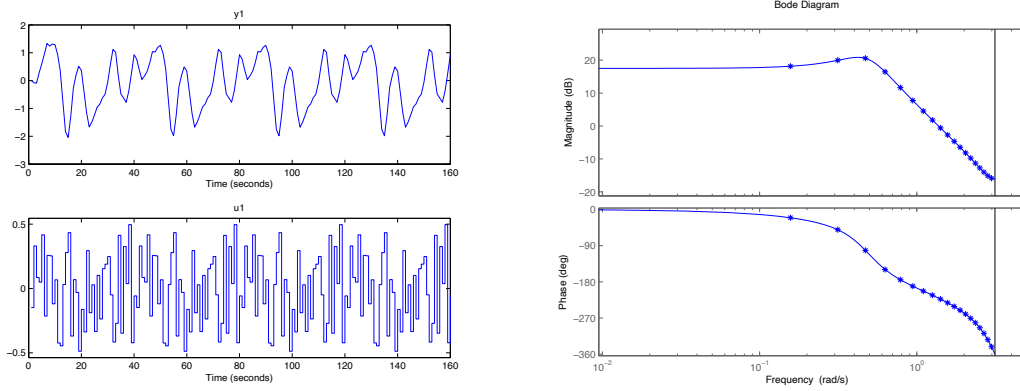 y1
2
1
0
−1
−2
−3
0 20 40 60 80 100 120 140 160
Time (seconds)
u1
0.5
0
−0.5
0 20 40 60 80 100 120 140 160
Time (seconds)
Bode Diagram
Magnitude (dB)
20
10
0
−10
−20
Phase (deg)
0
−90
−180
−270
−360
10⁻² 10⁻¹ 10⁰
Frequency (rad/s)